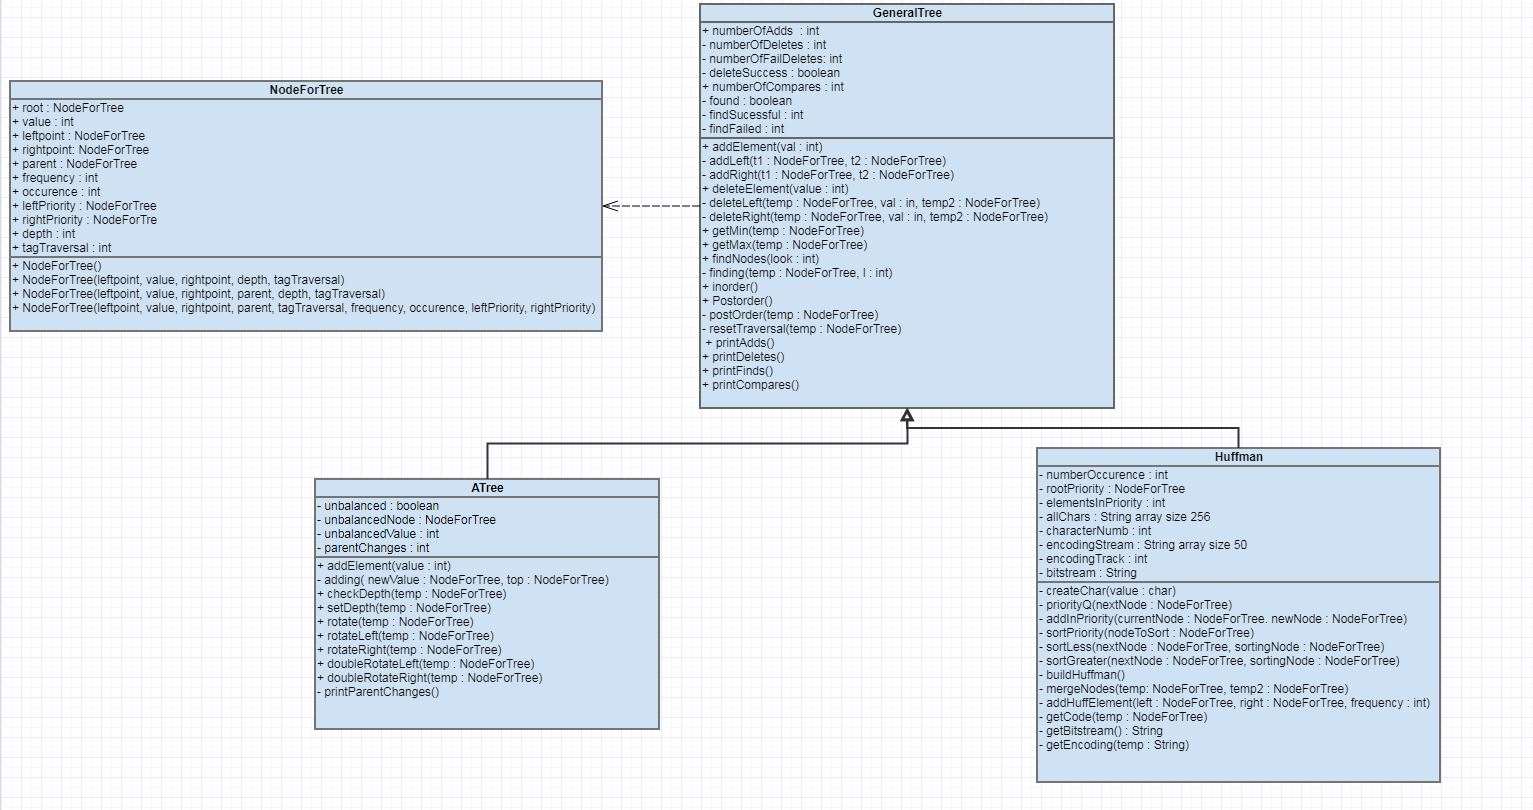 GeneralTree
+ numberOfAdds : int
- numberOfDeletes : int
- numberOfFailDeletes: int
- deleteSuccess : boolean
+ numberOfCompares : int
- found : boolean
- findSucessful : int
- findFailed : int
+ addElement(val : int)
- addLeft(t1 : NodeForTree, t2 : NodeForTree)
- addRight(t1 : NodeForTree, t2 : NodeForTree)
+ deleteElement(value : int)
- deleteLeft(temp : NodeForTree, val : in, temp2 : NodeForTree)
- deleteRight(temp : NodeForTree, val : in, temp2 : NodeForTree)
+ getMin(temp : NodeForTree)
+ getMax(temp : NodeForTree)
+ findNodes(look : int)
- finding(temp : NodeForTree, l : int)
+ inorder()
+ Postorder()
- postOrder(temp : NodeForTree)
- resetTraversal(temp : NodeForTree)
+ printAdds()
+ printDeletes()
+ printFinds()
+ printCompares()
NodeForTree
+ root : NodeForTree
+ value : int
+ leftpoint : NodeForTree
+ rightpoint: NodeForTree
+ parent : NodeForTree
+ frequency : int
+ occurence : int
+ leftPriority : NodeForTree
+ rightPriority : NodeForTre
+ depth : int
+ tagTraversal : int
+ NodeForTree()
+ NodeForTree(leftpoint, value, rightpoint, depth, tagTraversal)
+ NodeForTree(leftpoint, value, rightpoint, parent, depth, tagTraversal)
+ NodeForTree(leftpoint, value, rightpoint, parent, tagTraversal, frequency, occurence, leftPriority, rightPriority)
ATree
- unbalanced : boolean
- unbalancedNode : NodeForTree
- unbalancedValue : int
- parentChanges : int
+ addElement(value : int)
- adding( newValue : NodeForTree, top : NodeForTree)
+ checkDepth(temp : NodeForTree)
+ setDepth(temp : NodeForTree)
+ rotate(temp : NodeForTree)
+ rotateLeft(temp : NodeForTree)
+ rotateRight(temp : NodeForTree)
+ doubleRotateLeft(temp : NodeForTree)
+ doubleRotateRight(temp : NodeForTree)
- printParentChanges()
Huffman
- numberOccurence : int
- rootPriority : NodeForTree
- elementsInPriority : int
- allChars : String array size 256
- characterNumb : int
- encodingStream : String array size 50
- encodingTrack : int
- bitstream : String
- createChar(value : char)
- priorityQ(nextNode : NodeForTree)
- addInPriority(currentNode : NodeForTree. newNode : NodeForTree)
- sortPriority(nodeToSort : NodeForTree)
- sortLess(nextNode : NodeForTree, sortingNode : NodeForTree)
- sortGreater(nextNode : NodeForTree, sortingNode : NodeForTree)
- buildHuffman()
- mergeNodes(temp: NodeForTree, temp2 : NodeForTree)
- addHuffElement(left : NodeForTree, right : NodeForTree, frequency : int)
- getCode(temp : NodeForTree)
- getBitstream() : String
- getEncoding(temp : String)